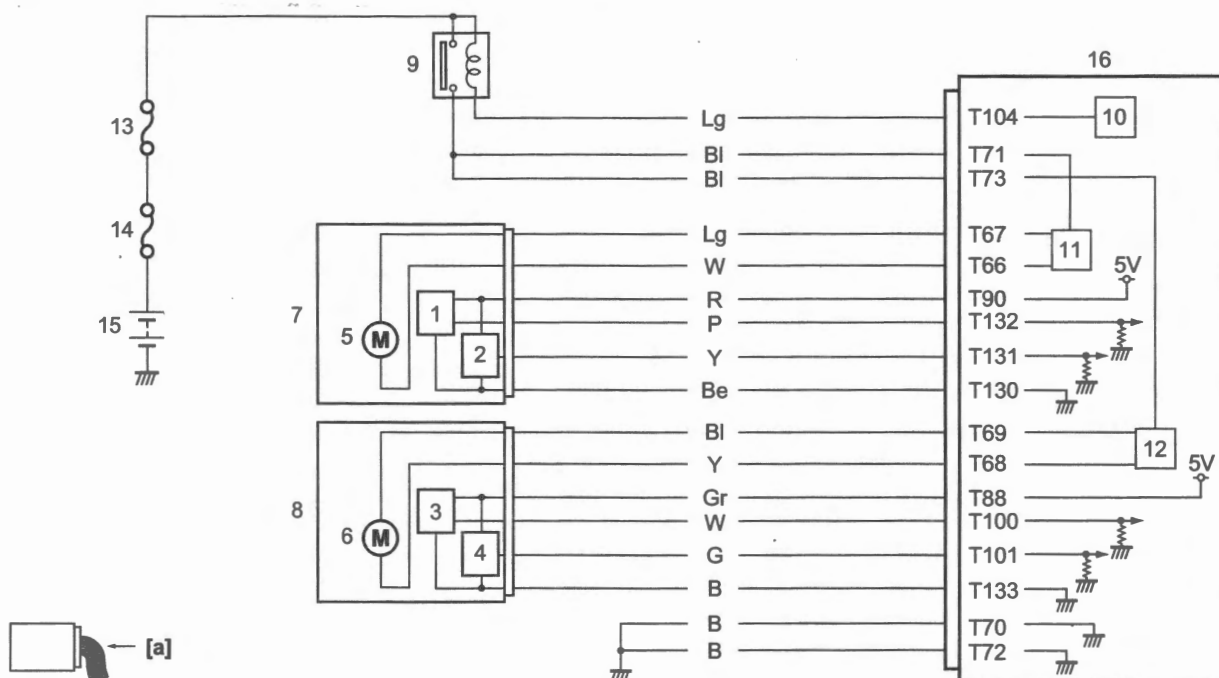 9
16
13
Lg
T104
10
Bl
T71
Bl
T73
14
Lg
T67
11
W
T66
5V
7
1
R
T90
15
P
T132
5
M
2
Y
T131
Be
T130
Bl
T69
12
Y
T68
5V
8
3
Gr
T88
W
T100
6
M
4
G
T101
B
T133
B
T70
[a]
B
T72